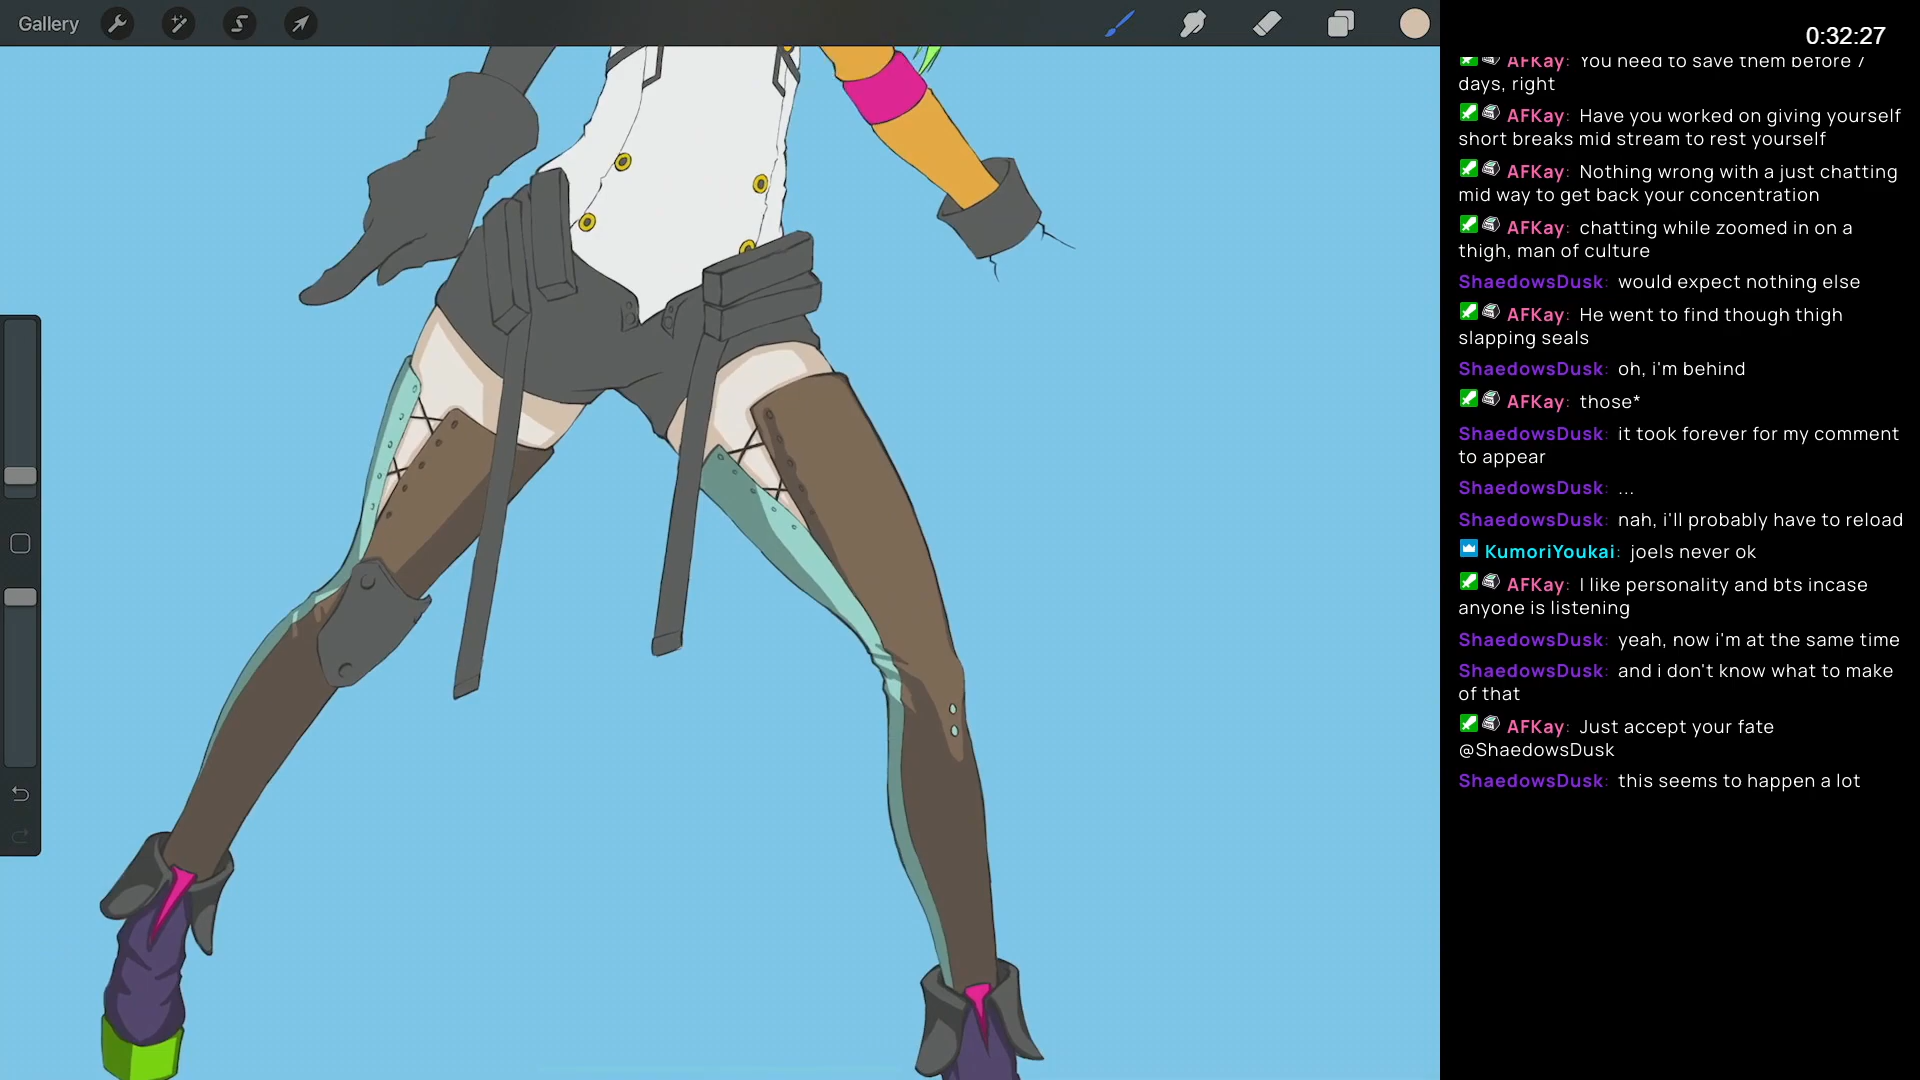 Gallery
0:32:27
AFKay: You need to save them before 7
days, right
AFKay: Have you worked on giving yourself
short breaks mid stream to rest yourself
AFKay: Nothing wrong with a just chatting
mid way to get back your concentration
AFKay: chatting while zoomed in on a
thigh, man of culture
ShaedowsDusk: would expect nothing else
AFKay: He went to find though thigh
slapping seals
ShaedowsDusk: oh, i'm behind
AFKay: those*
ShaedowsDusk: it took forever for my comment
to appear
ShaedowsDusk: ...
ShaedowsDusk: nah, i'll probably have to reload
KumoriYoukai: joels never ok
AFKay: I like personality and bts incase
anyone is listening
ShaedowsDusk: yeah, now i'm at the same time
ShaedowsDusk: and i don't know what to make
of that
AFKay: Just accept your fate
@ShaedowsDusk
ShaedowsDusk: this seems to happen a lot